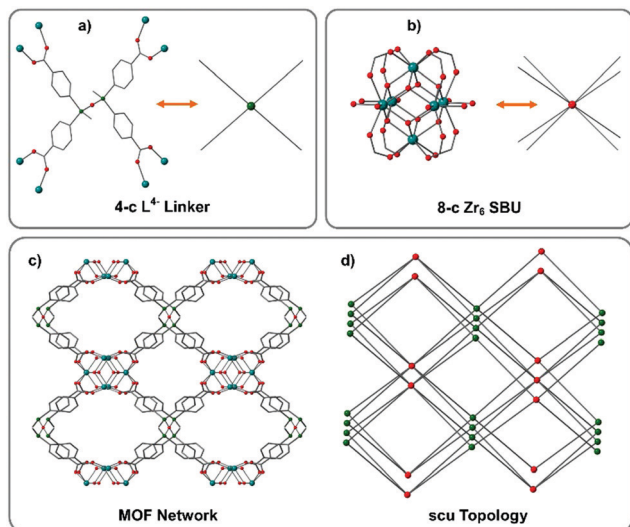 a)
4-c L⁴⁻ Linker
b)
8-c Zr₆ SBU
c)
MOF Network
d)
scu Topology